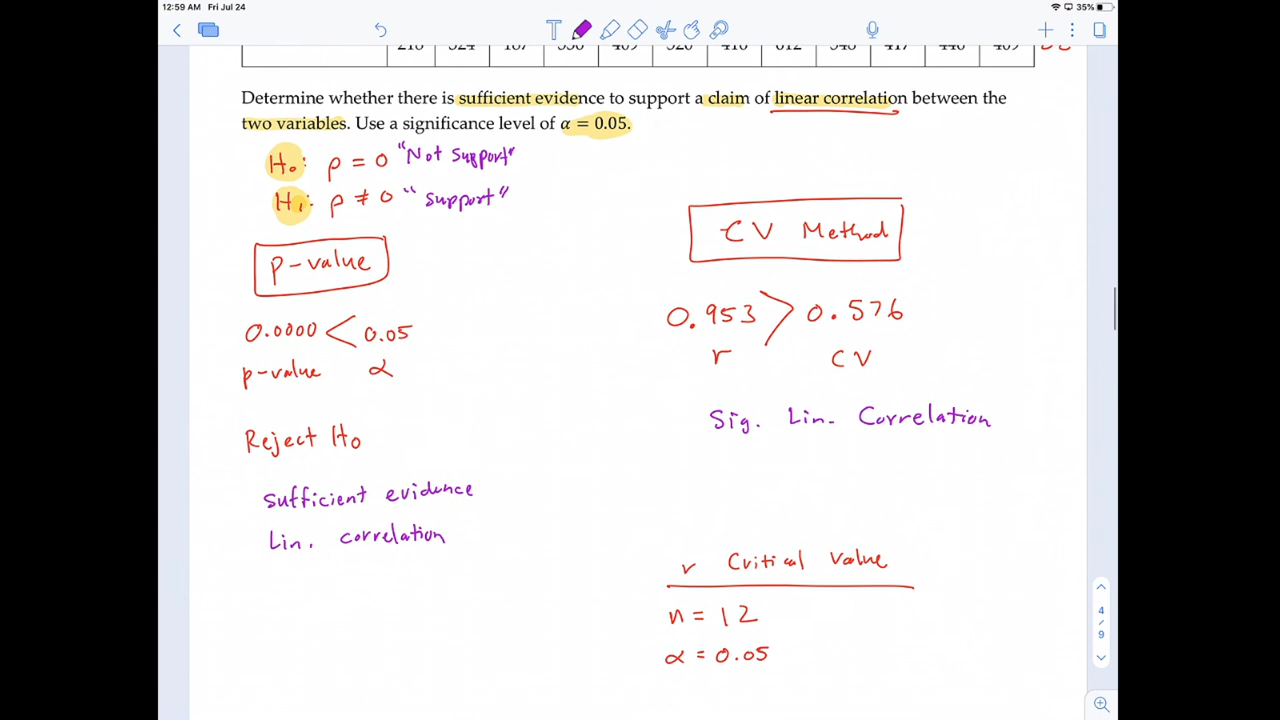 12:59 AM Fri Jul 24
35%
T
Determine whether there is sufficient evidence to support a claim of linear correlation between the
two variables. Use a significance level of α = 0.05.
H₀: ρ = 0 "Not support"
H₁: ρ ≠ 0 "support"
p-value
0.0000 < 0.05
p-value α
Reject H₀
Sufficient evidence
Lin. correlation
CV Method
0.953 > 0.576
r CV
Sig. Lin. Correlation
r Critical Value
n = 12
α = 0.05
4
/
9